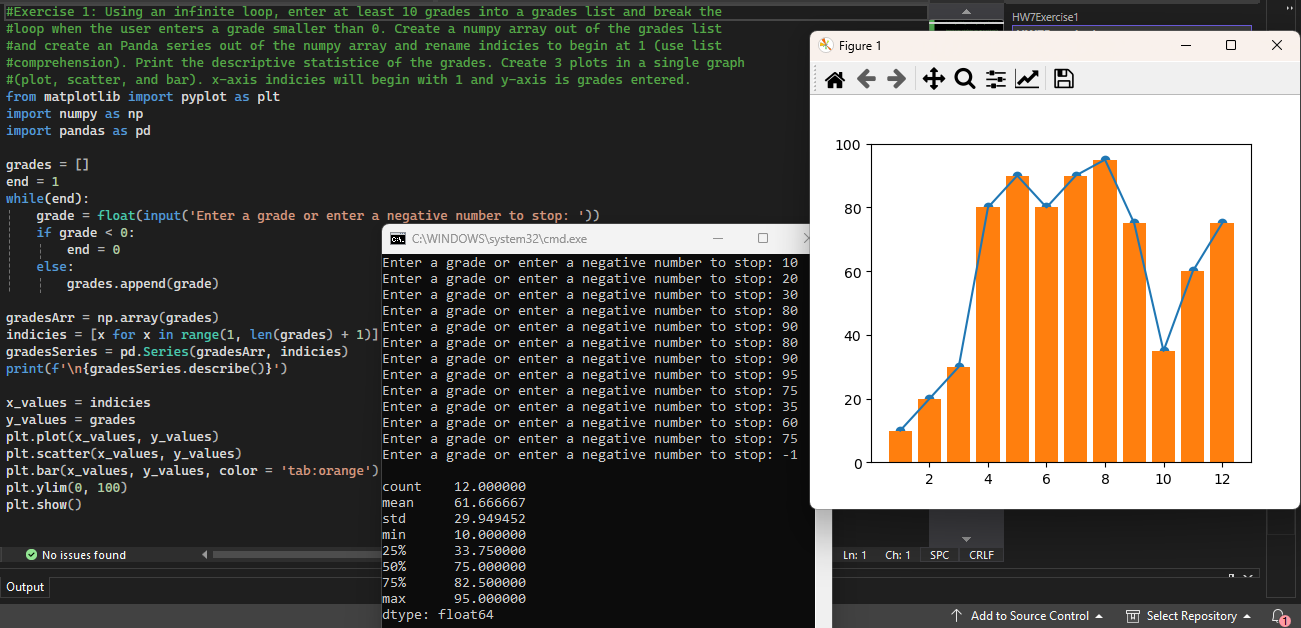 #Exercise 1: Using an infinite loop, enter at least 10 grades into a grades list and break the
#loop when the user enters a grade smaller than 0. Create a numpy array out of the grades list
#and create an Panda series out of the numpy array and rename indicies to begin at 1 (use list
#comprehension). Print the descriptive statistice of the grades. Create 3 plots in a single graph
#(plot, scatter, and bar). x-axis indicies will begin with 1 and y-axis is grades entered.
from matplotlib import pyplot as plt
import numpy as np
import pandas as pd
grades = []
end = 1
while(end):
    grade = float(input('Enter a grade or enter a negative number to stop: '))
    if grade < 0:
        end = 0
    else:
        grades.append(grade)
gradesArr = np.array(grades)
indicies = [x for x in range(1, len(grades) + 1)]
gradesSeries = pd.Series(gradesArr, indicies)
print(f'\n{gradesSeries.describe()}')
x_values = indicies
y_values = grades
plt.plot(x_values, y_values)
plt.scatter(x_values, y_values)
plt.bar(x_values, y_values, color = 'tab:orange')
plt.ylim(0, 100)
plt.show()
No issues found
Output
C:\WINDOWS\system32\cmd.exe
Enter a grade or enter a negative number to stop: 10
Enter a grade or enter a negative number to stop: 20
Enter a grade or enter a negative number to stop: 30
Enter a grade or enter a negative number to stop: 80
Enter a grade or enter a negative number to stop: 90
Enter a grade or enter a negative number to stop: 80
Enter a grade or enter a negative number to stop: 90
Enter a grade or enter a negative number to stop: 95
Enter a grade or enter a negative number to stop: 75
Enter a grade or enter a negative number to stop: 35
Enter a grade or enter a negative number to stop: 60
Enter a grade or enter a negative number to stop: 75
Enter a grade or enter a negative number to stop: -1
count    12.000000
mean     61.666667
std      29.949452
min      10.000000
25%      33.750000
50%      75.000000
75%      82.500000
max      95.000000
dtype: float64
HW7Exercise1
Figure 1
100
80
60
40
20
0
2 4 6 8 10 12
Ln: 1 Ch: 1 SPC CRLF
Add to Source Control Select Repository 1